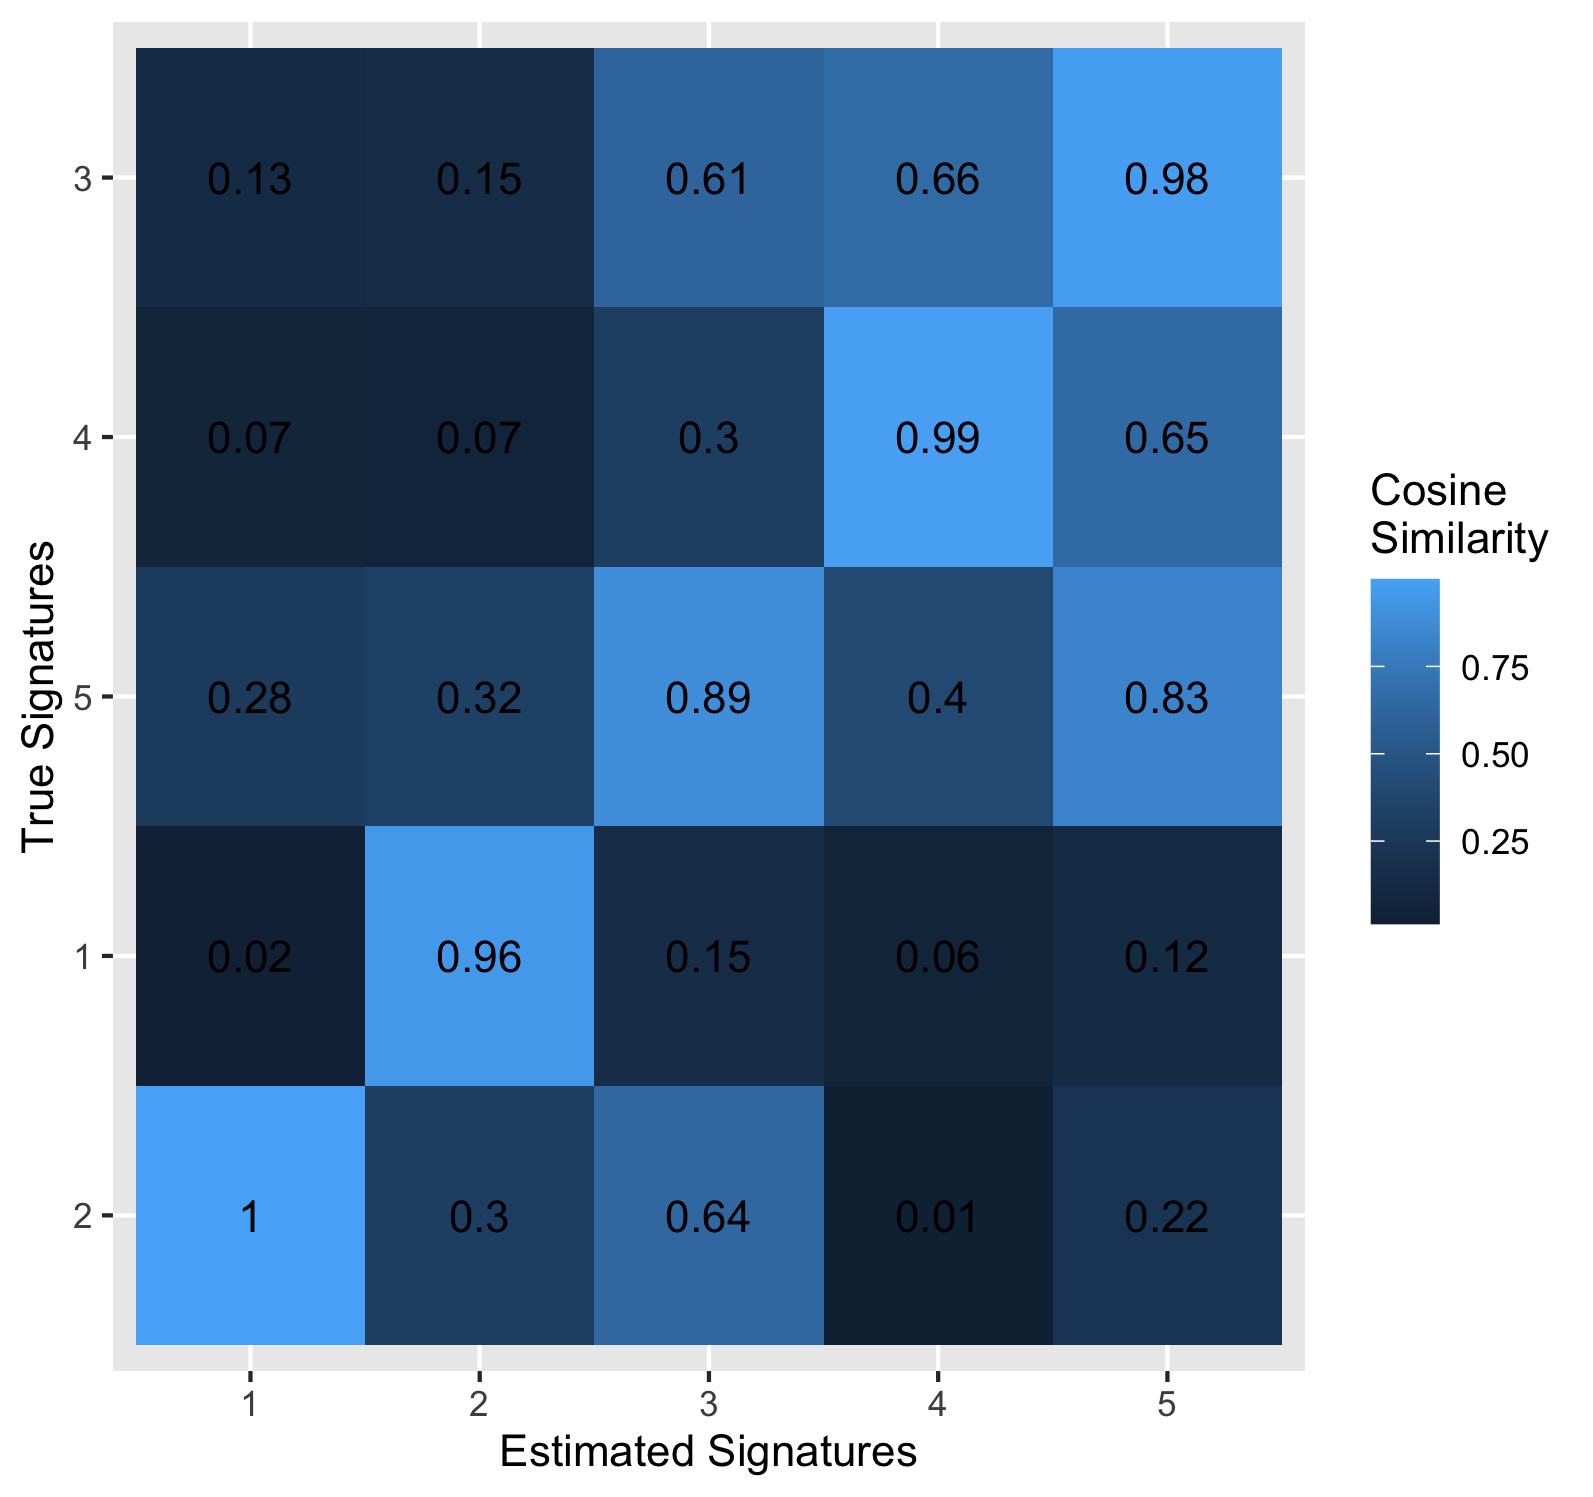 3 0.13 0.15 0.61 0.66 0.98
4 0.07 0.07 0.3 0.99 0.65
5 0.28 0.32 0.89 0.4 0.83
1 0.02 0.96 0.15 0.06 0.12
2 1 0.3 0.64 0.01 0.22
1 2 3 4 5
Estimated Signatures
True Signatures
Cosine
Similarity
0.75
0.50
0.25